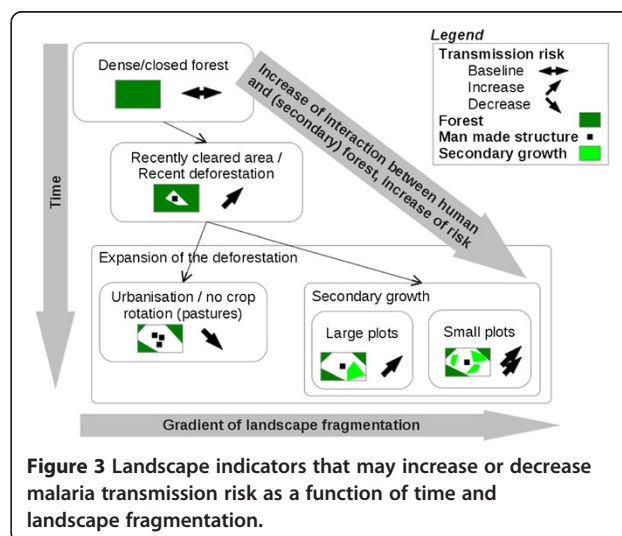 Dense/closed forest
Legend
Transmission risk
Baseline
Increase
Decrease
Forest
Man made structure
Secondary growth
Increase of interaction between human
and (secondary) forest, increase of risk
Recently cleared area /
Recent deforestation
Time
Expansion of the deforestation
Urbanisation / no crop
rotation (pastures)
Secondary growth
Large plots
Small plots
Gradient of landscape fragmentation
Figure 3 Landscape indicators that may increase or decrease
malaria transmission risk as a function of time and
landscape fragmentation.